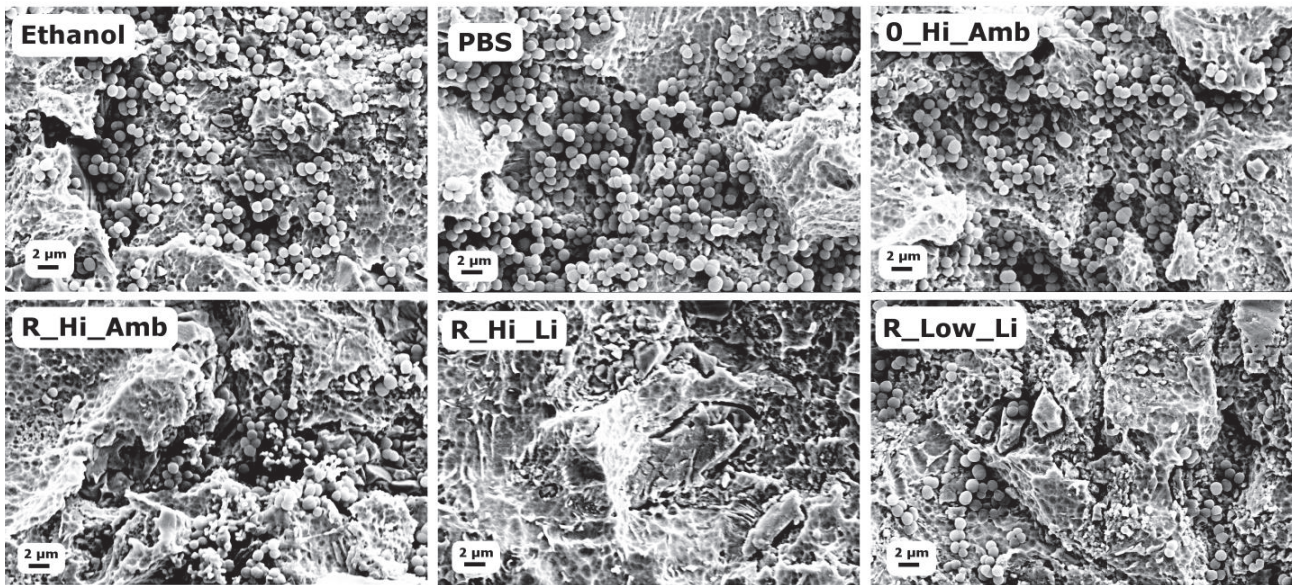 Ethanol
PBS
0_Hi_Amb
2 µm
2 µm
2 µm
R_Hi_Amb
R_Hi_Li
R_Low_Li
2 µm
2 µm
2 µm